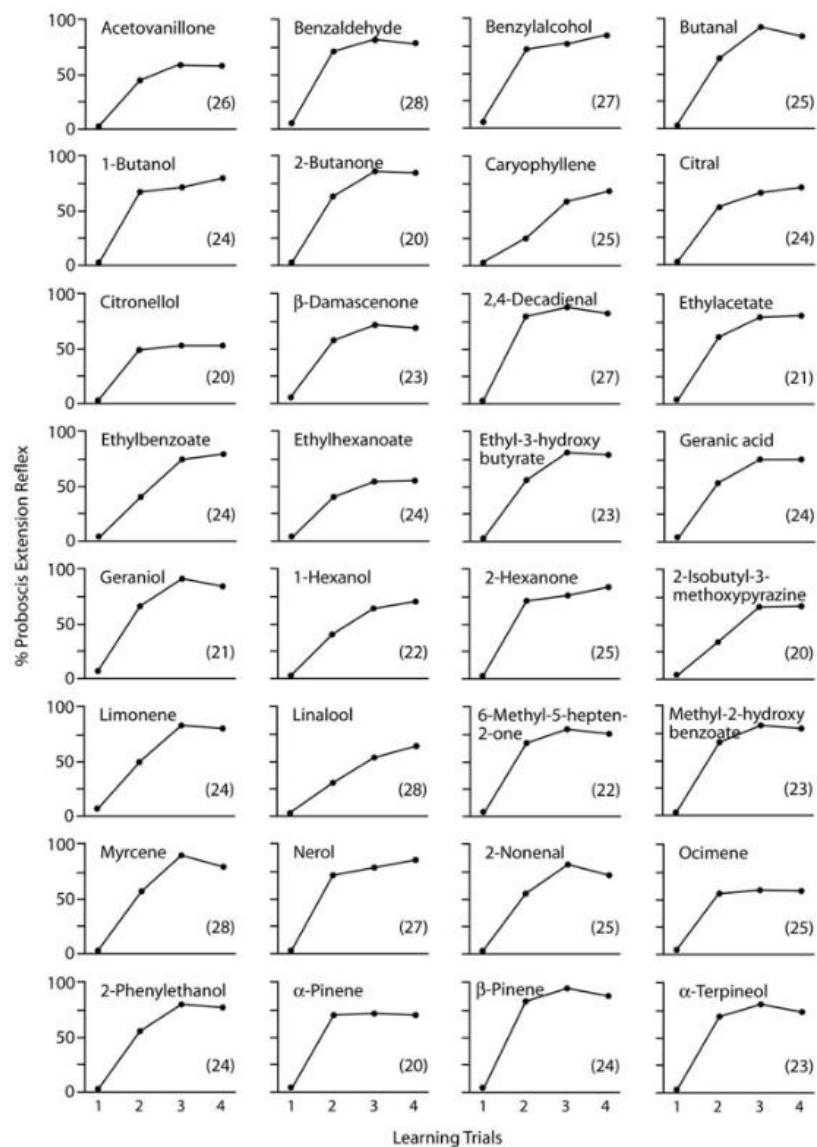 Acetovanillone
Benzaldehyde
Benzylalcohol
Butanal
100
50
0
(26)
(28)
(27)
(25)
1-Butanol
2-Butanone
Caryophyllene
Citral
100
50
0
(24)
(20)
(25)
(24)
Citronellol
β-Damascenone
2,4-Decadienal
Ethylacetate
100
50
0
(20)
(23)
(27)
(21)
Ethylbenzoate
Ethylhexanoate
Ethyl-3-hydroxy
butyrate
Geranic acid
100
50
0
(24)
(24)
(23)
(24)
% Proboscis Extension Reflex
Geraniol
1-Hexanol
2-Hexanone
2-Isobutyl-3-
methoxypyrazine
100
50
0
(21)
(22)
(25)
(20)
Limonene
Linalool
6-Methyl-5-hepten-
2-one
Methyl-2-hydroxy
benzoate
100
50
0
(24)
(28)
(22)
(23)
Myrcene
Nerol
2-Nonenal
Ocimene
100
50
0
(28)
(27)
(25)
(25)
2-Phenylethanol
α-Pinene
β-Pinene
α-Terpineol
100
50
0
(24)
(20)
(24)
(23)
1 2 3 4
1 2 3 4
1 2 3 4
1 2 3 4
Learning Trials